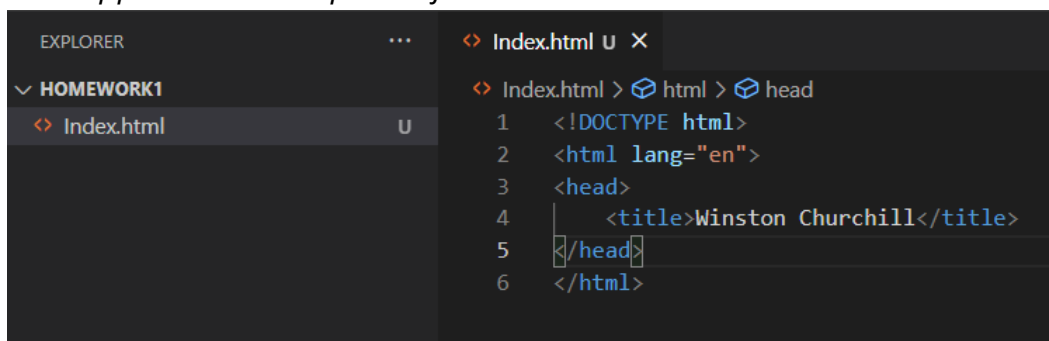 EXPLORER ...
Index.html U X
HOMEWORK1
Index.html U
Index.html > html > head
1 <!DOCTYPE html>
2 <html lang="en">
3 <head>
4 <title>Winston Churchill</title>
5 </head>
6 </html>